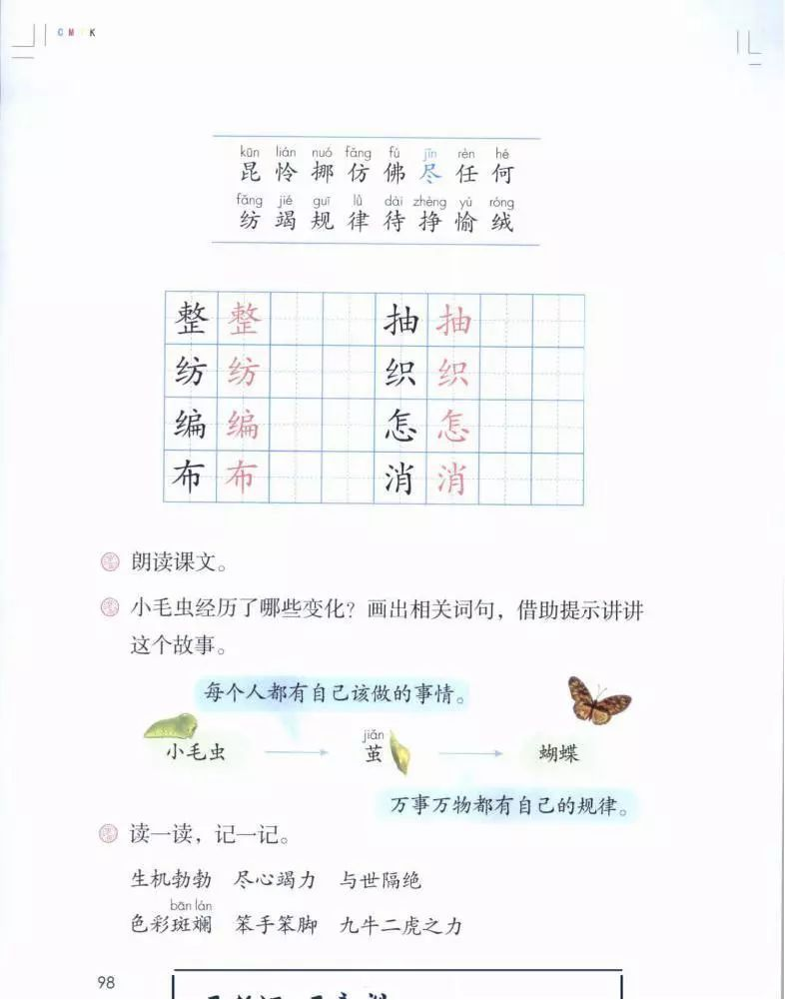 CMYK
kūn lián nuó fǎng fú jǐn rèn hé
昆 怜 挪 仿 佛 尽 任 何
fǎng jié guī lǜ dài zhèng yú róng
纺 竭 规 律 待 挣 愉 绒
整 整 抽 抽
纺 纺 织 织
编 编 怎 怎
布 布 消 消
朗读课文。
小毛虫经历了哪些变化？画出相关词句，借助提示讲讲
这个故事。
每个人都有自己该做的事情。
jiǎn
小毛虫 茧 蝴蝶
万事万物都有自己的规律。
读一读，记一记。
生机勃勃 尽心竭力 与世隔绝
bān lán
色彩斑斓 笨手笨脚 九牛二虎之力
98